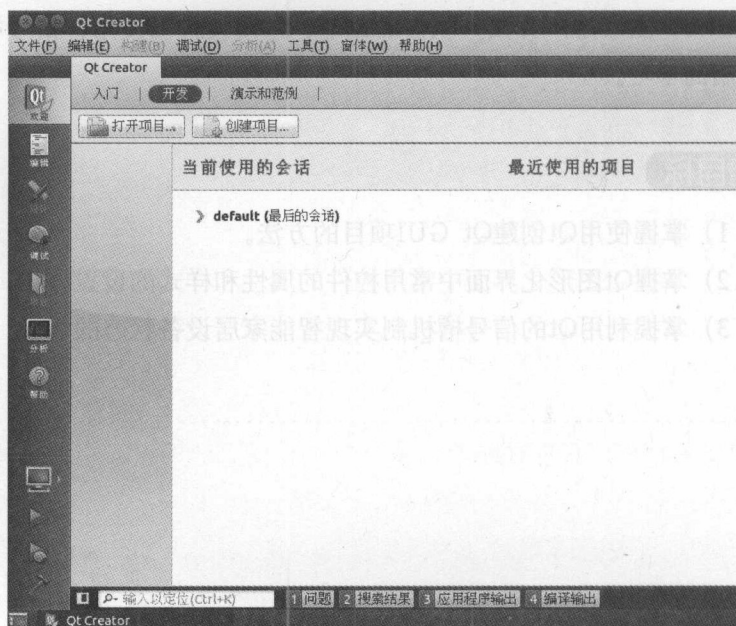 Qt Creator
文件(F) 编辑(E) 构建(B) 调试(D) 分析(A) 工具(T) 窗体(W) 帮助(H)
Qt Creator
入门 | 开发 | 演示和范例 |
打开项目... 创建项目...
Qt
欢迎
编辑
调试
分析
帮助
当前使用的会话 最近使用的项目
default (最后的会话)
1) 掌握使用Qt创建Qt GUI项目的方法。
2) 掌握Qt图形化界面中常用控件的属性和样式
3) 掌握利用Qt的信号槽机制实现智能家居设备
输入以定位(Ctrl+K) 1 问题 2 搜索结果 3 应用程序输出 4 编译输出
Qt Creator